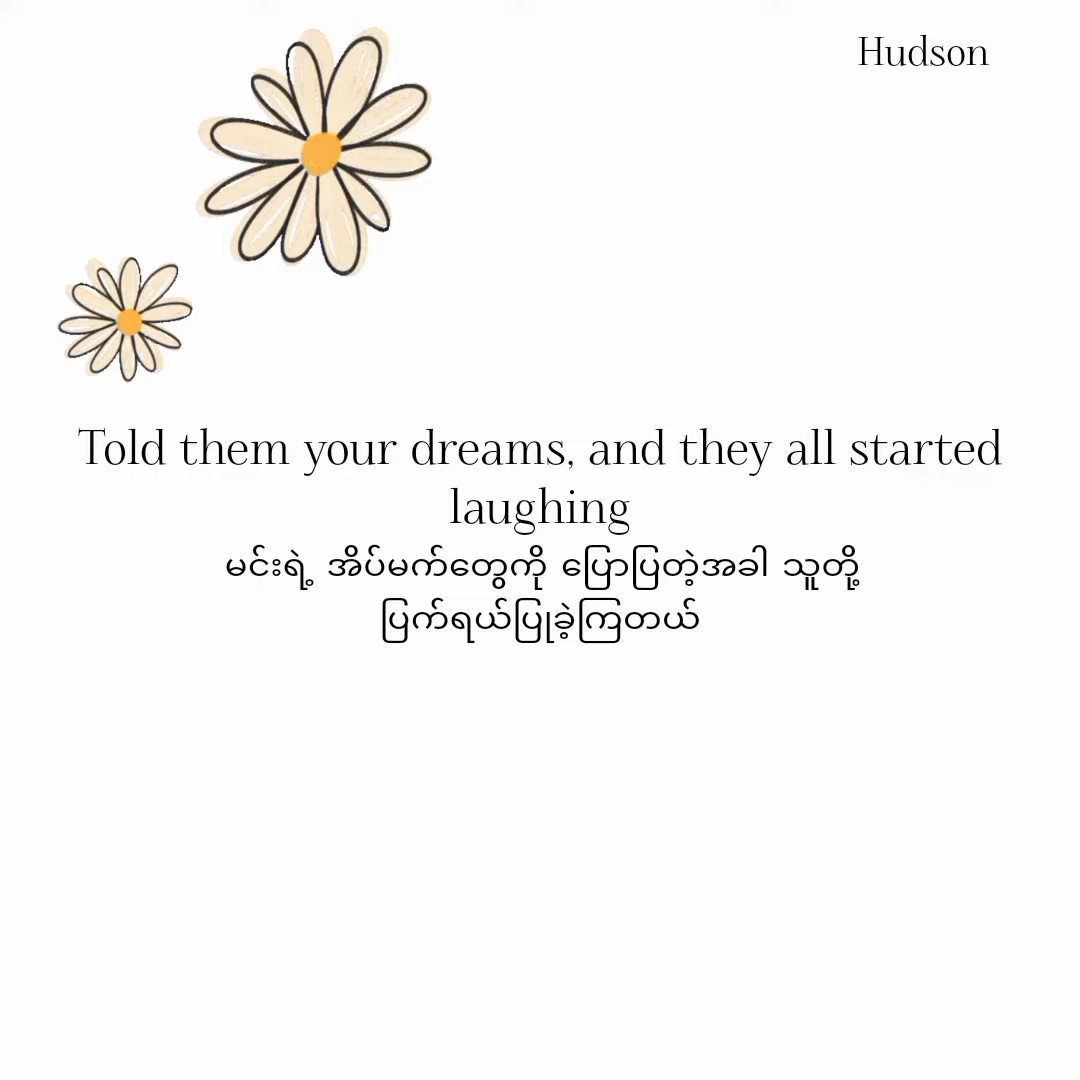 Hudson
Told them your dreams, and they all started
laughing
မင်းရဲ့ အိပ်မက်တွေကို ပြောပြတဲ့အခါ သူတို့
ပြက်ရယ်ပြုခဲ့ကြတယ်